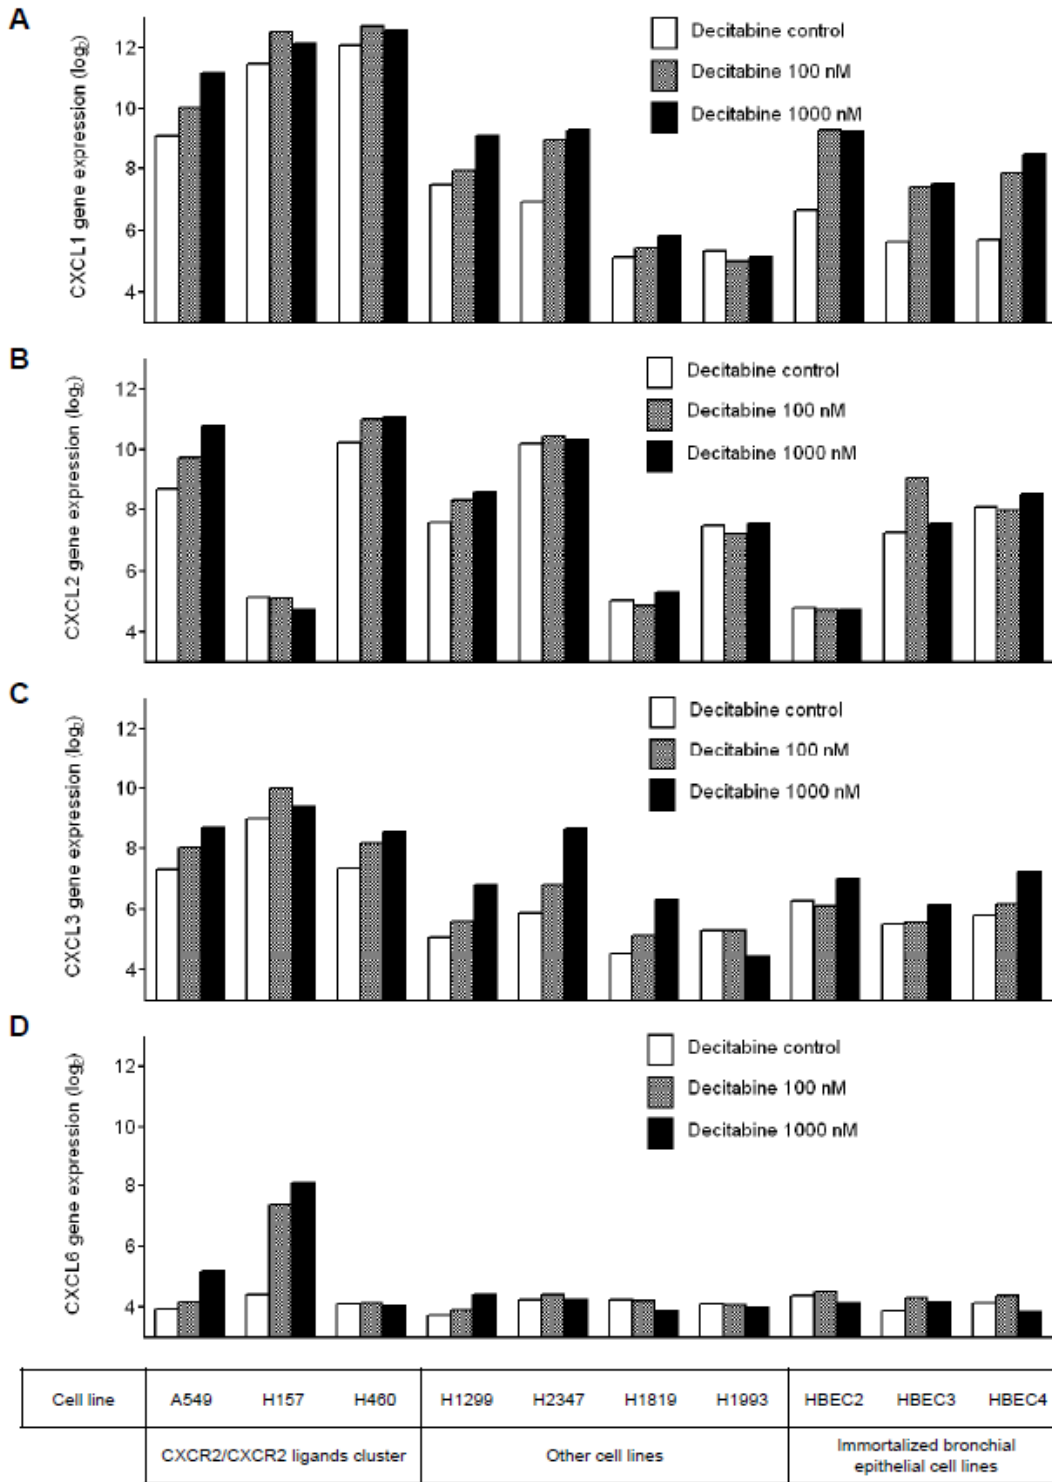 A
CXCL1 gene expression (log2)
12
10
8
6
4
Decitabine control
Decitabine 100 nM
Decitabine 1000 nM
B
CXCL2 gene expression (log2)
12
10
8
6
4
Decitabine control
Decitabine 100 nM
Decitabine 1000 nM
C
CXCL3 gene expression (log2)
12
10
8
6
4
Decitabine control
Decitabine 100 nM
Decitabine 1000 nM
D
CXCL6 gene expression (log2)
12
10
8
6
4
Decitabine control
Decitabine 100 nM
Decitabine 1000 nM
Cell line A549 H157 H460 H1299 H2347 H1819 H1993 HBEC2 HBEC3 HBEC4
CXCR2/CXCR2 ligands cluster Other cell lines Immortalized bronchial
epithelial cell lines